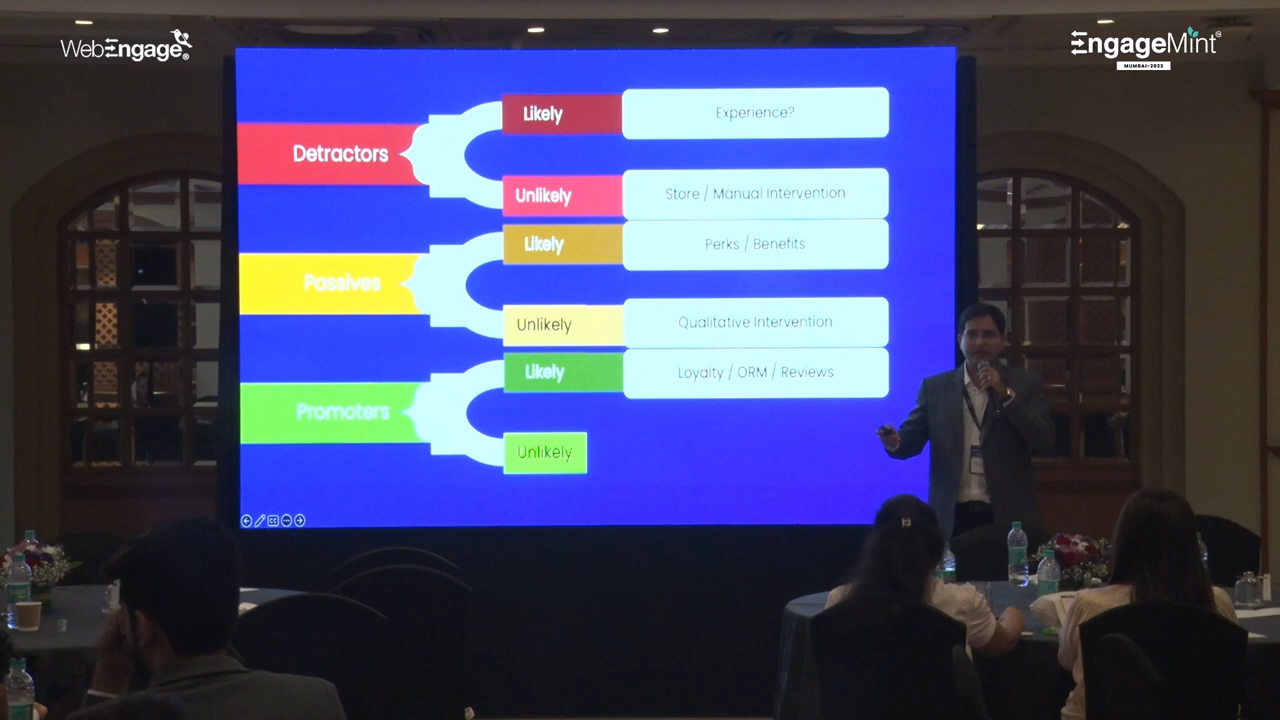 WebEngage
EngageMint
MUMBAI•2023
Detractors
Likely
Experience?
Unlikely
Store / Manual Intervention
Passives
Likely
Perks / Benefits
Unlikely
Qualitative Intervention
Promoters
Likely
Loyalty / ORM / Reviews
Unlikely